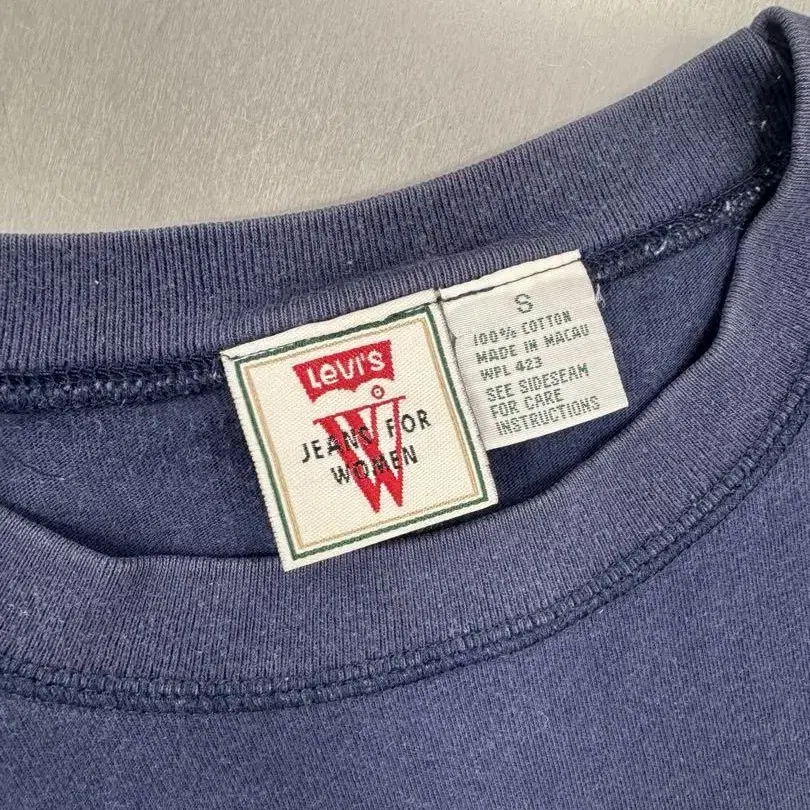 LEVI'S
W
JEANS FOR
WOMEN
S
100% COTTON
MADE IN MACAU
WPL 423
SEE SIDESEAM
FOR CARE
INSTRUCTIONS